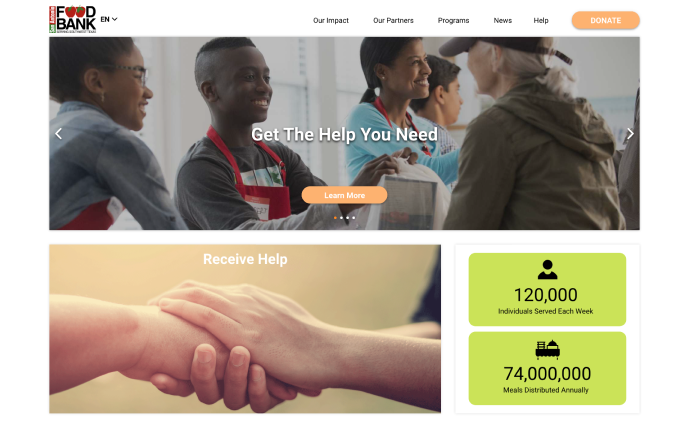 San Antonio
FOOD
BANK
SERVING SOUTHWEST TEXAS
EN
Our Impact
Our Partners
Programs
News
Help
DONATE
Get The Help You Need
Learn More
Receive Help
120,000
Individuals Served Each Week
74,000,000
Meals Distributed Annually